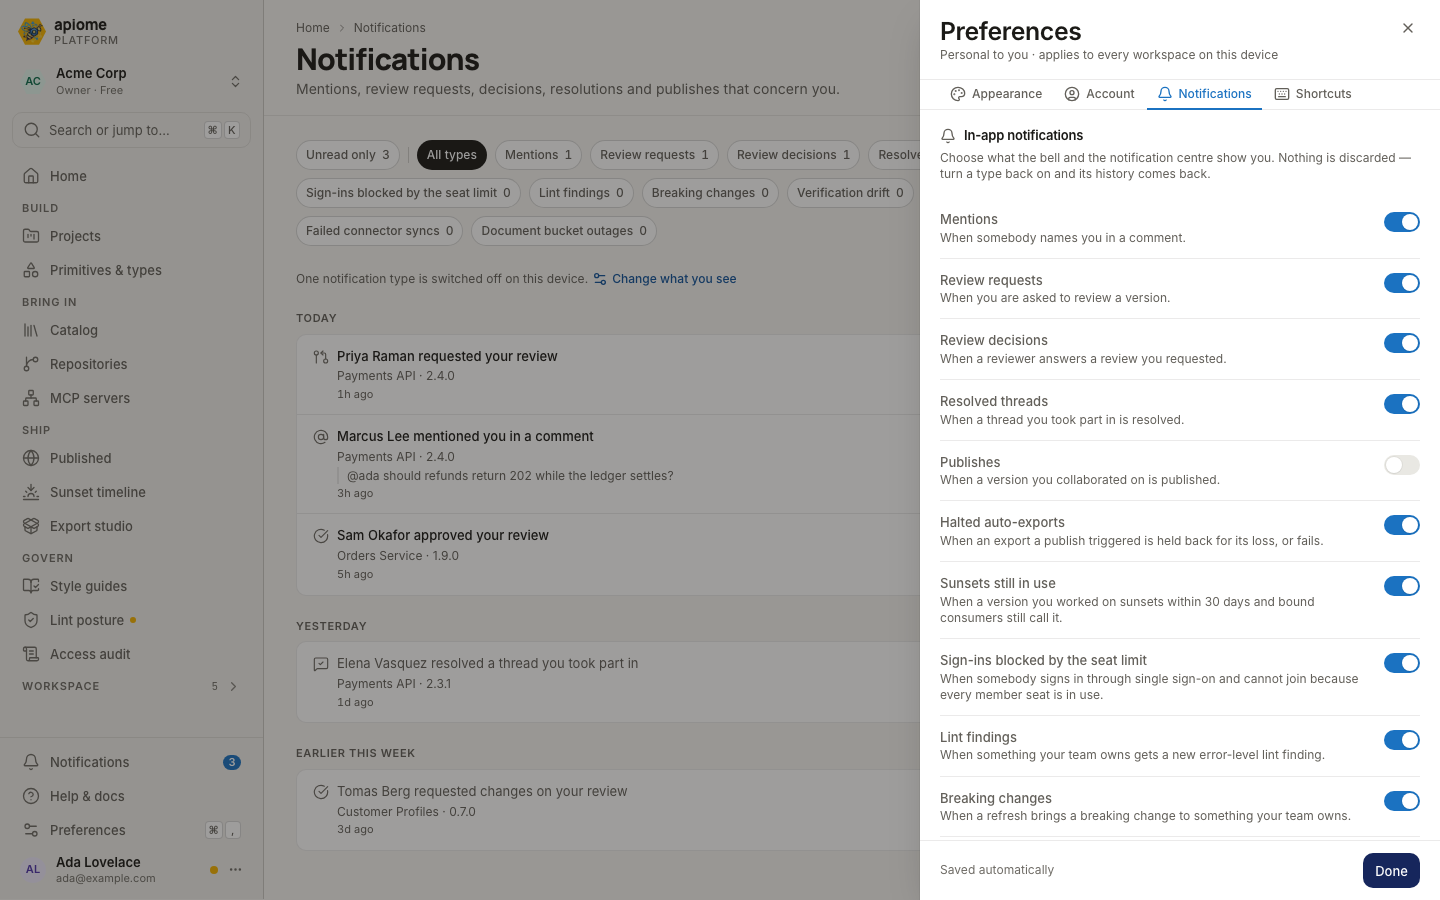 apiome
PLATFORM
AC
Acme Corp
Owner · Free
Search or jump to...
⌘ K
Home
BUILD
Projects
Primitives & types
BRING IN
Catalog
Repositories
MCP servers
SHIP
Published
Sunset timeline
Export studio
GOVERN
Style guides
Lint posture
Access audit
WORKSPACE 5
Notifications 3
Help & docs
Preferences ⌘ ,
AL
Ada Lovelace
ada@example.com
Home > Notifications
Notifications
Mentions, review requests, decisions, resolutions and publishes that concern you.
Unread only 3 All types Mentions 1 Review requests 1 Review decisions 1 Resolve
Sign-ins blocked by the seat limit 0 Lint findings 0 Breaking changes 0 Verification drift 0
Failed connector syncs 0 Document bucket outages 0
One notification type is switched off on this device. Change what you see
TODAY
Priya Raman requested your review
Payments API · 2.4.0
1h ago
Marcus Lee mentioned you in a comment
Payments API · 2.4.0
@ada should refunds return 202 while the ledger settles?
3h ago
Sam Okafor approved your review
Orders Service · 1.9.0
5h ago
YESTERDAY
Elena Vasquez resolved a thread you took part in
Payments API · 2.3.1
1d ago
EARLIER THIS WEEK
Tomas Berg requested changes on your review
Customer Profiles · 0.7.0
3d ago
Preferences
Personal to you · applies to every workspace on this device
Appearance Account Notifications Shortcuts
In-app notifications
Choose what the bell and the notification centre show you. Nothing is discarded —
turn a type back on and its history comes back.
Mentions
When somebody names you in a comment.
Review requests
When you are asked to review a version.
Review decisions
When a reviewer answers a review you requested.
Resolved threads
When a thread you took part in is resolved.
Publishes
When a version you collaborated on is published.
Halted auto-exports
When an export a publish triggered is held back for its loss, or fails.
Sunsets still in use
When a version you worked on sunsets within 30 days and bound
consumers still call it.
Sign-ins blocked by the seat limit
When somebody signs in through single sign-on and cannot join because
every member seat is in use.
Lint findings
When something your team owns gets a new error-level lint finding.
Breaking changes
When a refresh brings a breaking change to something your team owns.
Saved automatically
Done